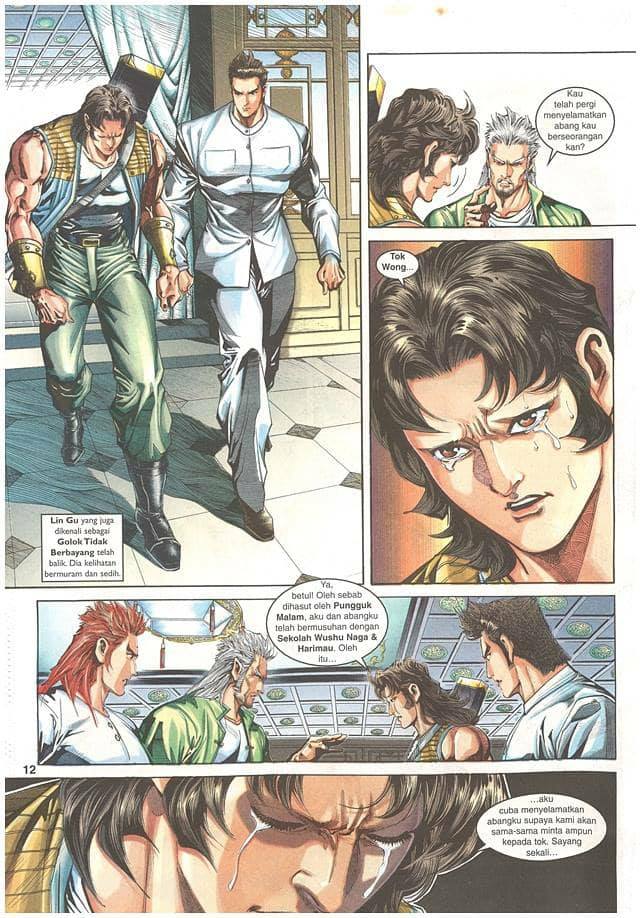 Kau
telah pergi
menyelamatkan
abang kau
berseorangan
kan?
Tok
Wong...
Lin Gu yang juga
dikenali sebagai
Golok Tidak
Berbayang telah
balik. Dia kelihatan
bermuram dan sedih.
Ya,
betul! Oleh sebab
dihasut oleh Pungguk
Malam, aku dan abangku
telah bermusuhan dengan
Sekolah Wushu Naga &
Harimau. Oleh
itu...
12
...aku
cuba menyelamatkan
abangku supaya kami akan
sama-sama minta ampun
kepada tok. Sayang
sekali...